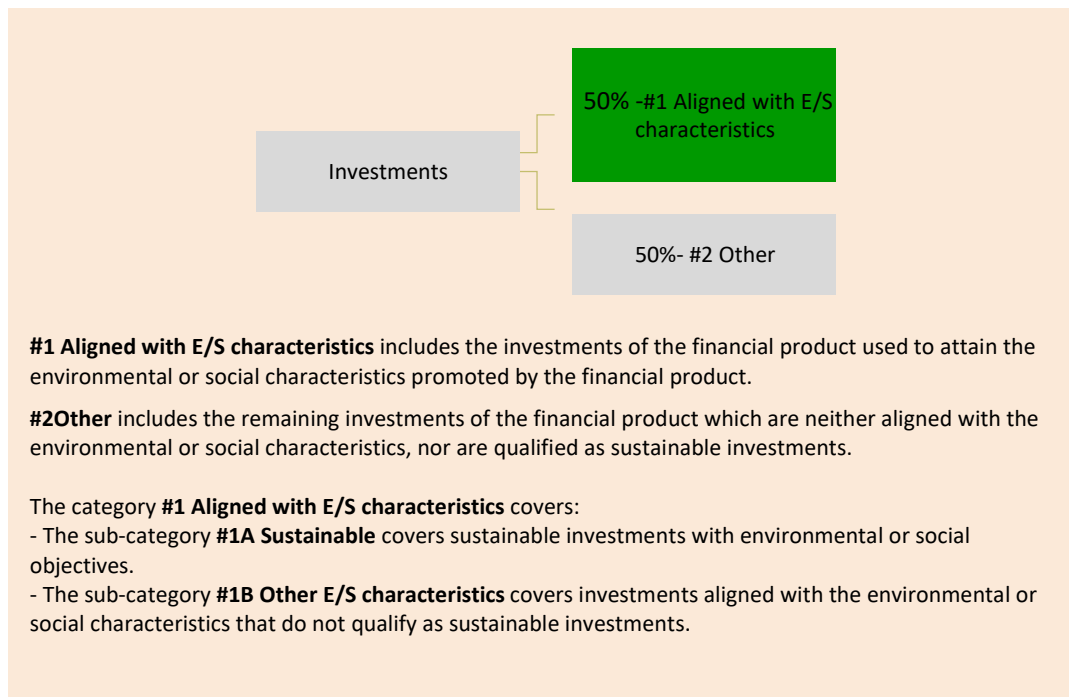 50% -#1 Aligned with E/S
characteristics
Investments
50%- #2 Other
#1 Aligned with E/S characteristics includes the investments of the financial product used to attain the
environmental or social characteristics promoted by the financial product.
#2Other includes the remaining investments of the financial product which are neither aligned with the
environmental or social characteristics, nor are qualified as sustainable investments.
The category #1 Aligned with E/S characteristics covers:
- The sub-category #1A Sustainable covers sustainable investments with environmental or social
objectives.
- The sub-category #1B Other E/S characteristics covers investments aligned with the environmental or
social characteristics that do not qualify as sustainable investments.